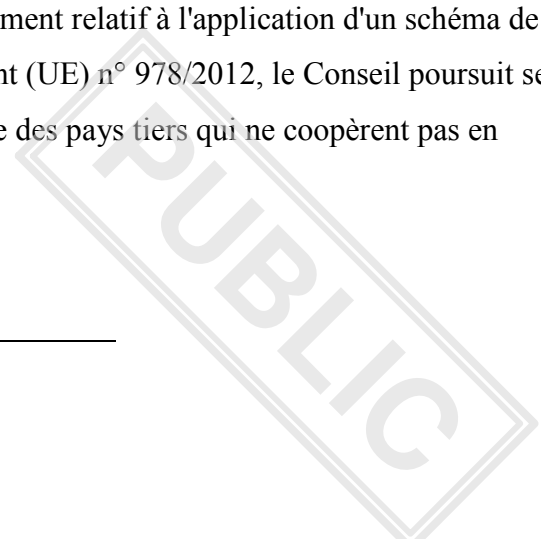 ment relatif à l'application d'un schéma de
nt (UE) n° 978/2012, le Conseil poursuit se
e des pays tiers qui ne coopèrent pas en
PUBLIC